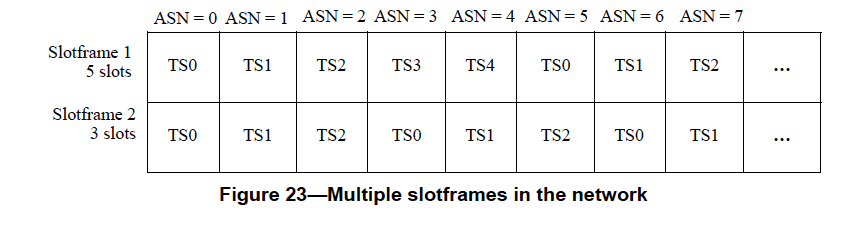 ASN = 0 ASN = 1 ASN = 2 ASN = 3 ASN = 4 ASN = 5 ASN = 6 ASN = 7
Slotframe 1
5 slots
TS0 TS1 TS2 TS3 TS4 TS0 TS1 TS2 ...
Slotframe 2
3 slots
TS0 TS1 TS2 TS0 TS1 TS2 TS0 TS1 ...
Figure 23—Multiple slotframes in the network